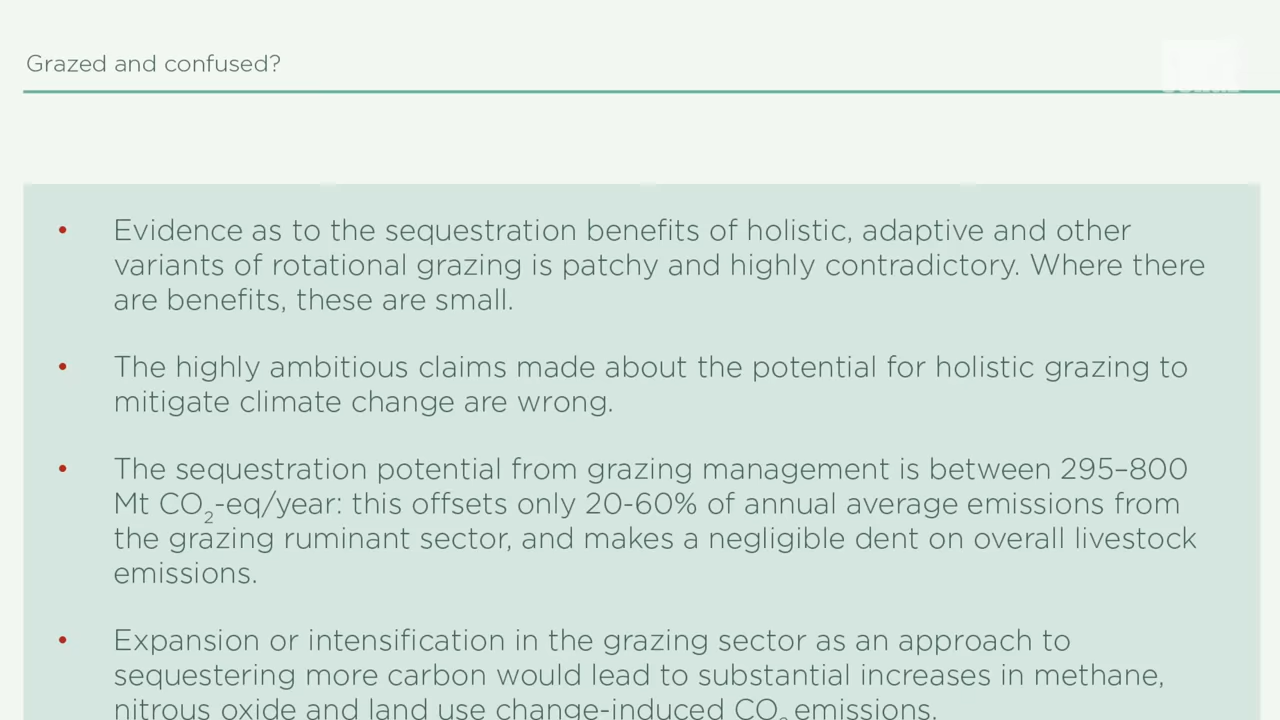 Grazed and confused?
• Evidence as to the sequestration benefits of holistic, adaptive and other
variants of rotational grazing is patchy and highly contradictory. Where there
are benefits, these are small.
• The highly ambitious claims made about the potential for holistic grazing to
mitigate climate change are wrong.
• The sequestration potential from grazing management is between 295–800
Mt CO₂-eq/year: this offsets only 20-60% of annual average emissions from
the grazing ruminant sector, and makes a negligible dent on overall livestock
emissions.
• Expansion or intensification in the grazing sector as an approach to
sequestering more carbon would lead to substantial increases in methane,
nitrous oxide and land use change-induced CO₂ emissions.